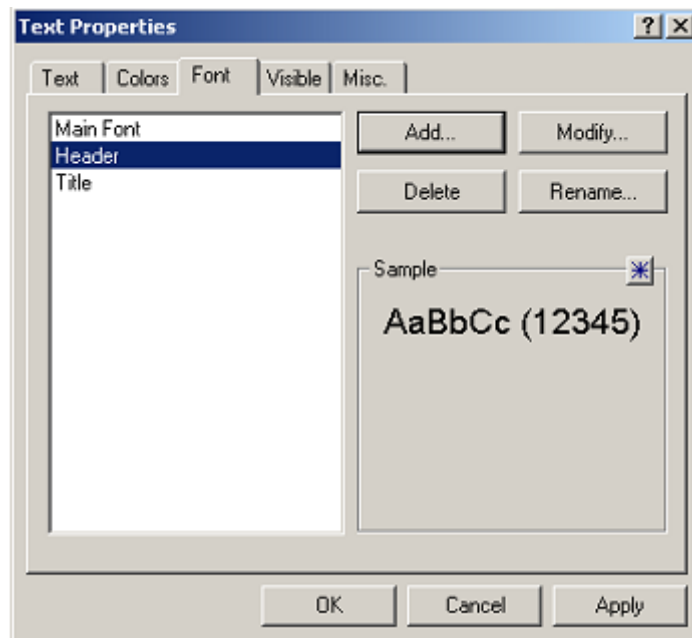 Text Properties
Text Colors Font Visible Misc.
Main Font
Header
Title
Add... Modify...
Delete Rename...
Sample
AaBbCc (12345)
OK Cancel Apply